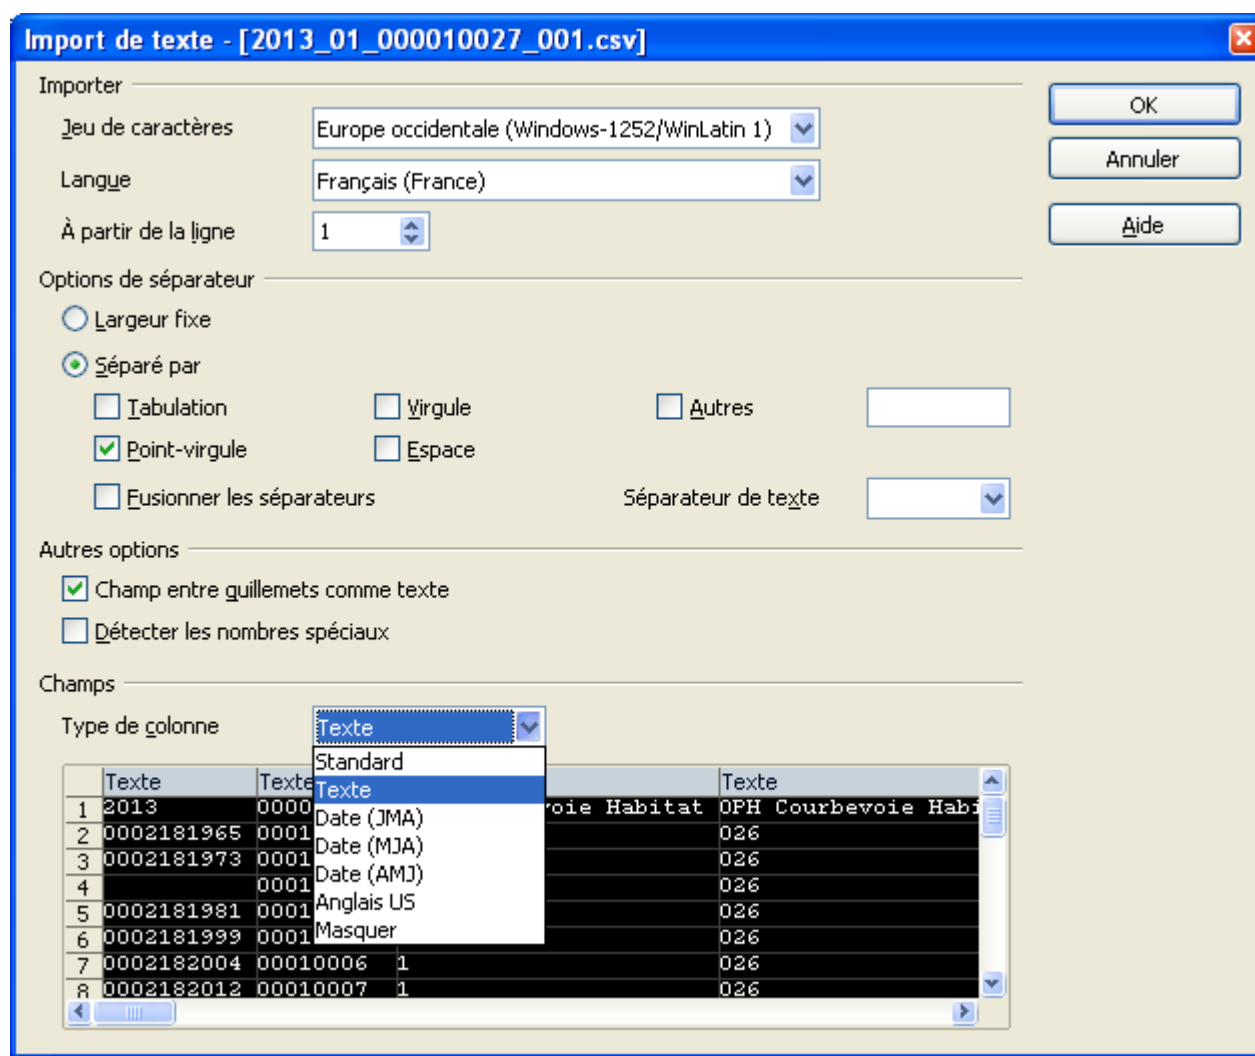 Import de texte - [2013_01_000010027_001.csv]
Importer
Jeu de caractères
Europe occidentale (Windows-1252/WinLatin 1)
Langue
Français (France)
À partir de la ligne
1
OK
Annuler
Aide
Options de séparateur
Largeur fixe
Séparé par
Tabulation
Virgule
Autres
Point-virgule
Espace
Fusionner les séparateurs
Séparateur de texte
Autres options
Champ entre guillemets comme texte
Détecter les nombres spéciaux
Champs
Type de colonne
Texte
Standard
Texte
Date (JMA)
Date (MJA)
Date (AMJ)
Anglais US
Masquer
Texte Texte Texte
1 2013 0000 voie Habitat OPH Courbevoie Habi
2 0002181965 0001 026
3 0002181973 0001 026
4 0001 026
5 0002181981 0001 026
6 0002181999 0001 026
7 0002182004 00010006 1 026
8 0002182012 00010007 1 026